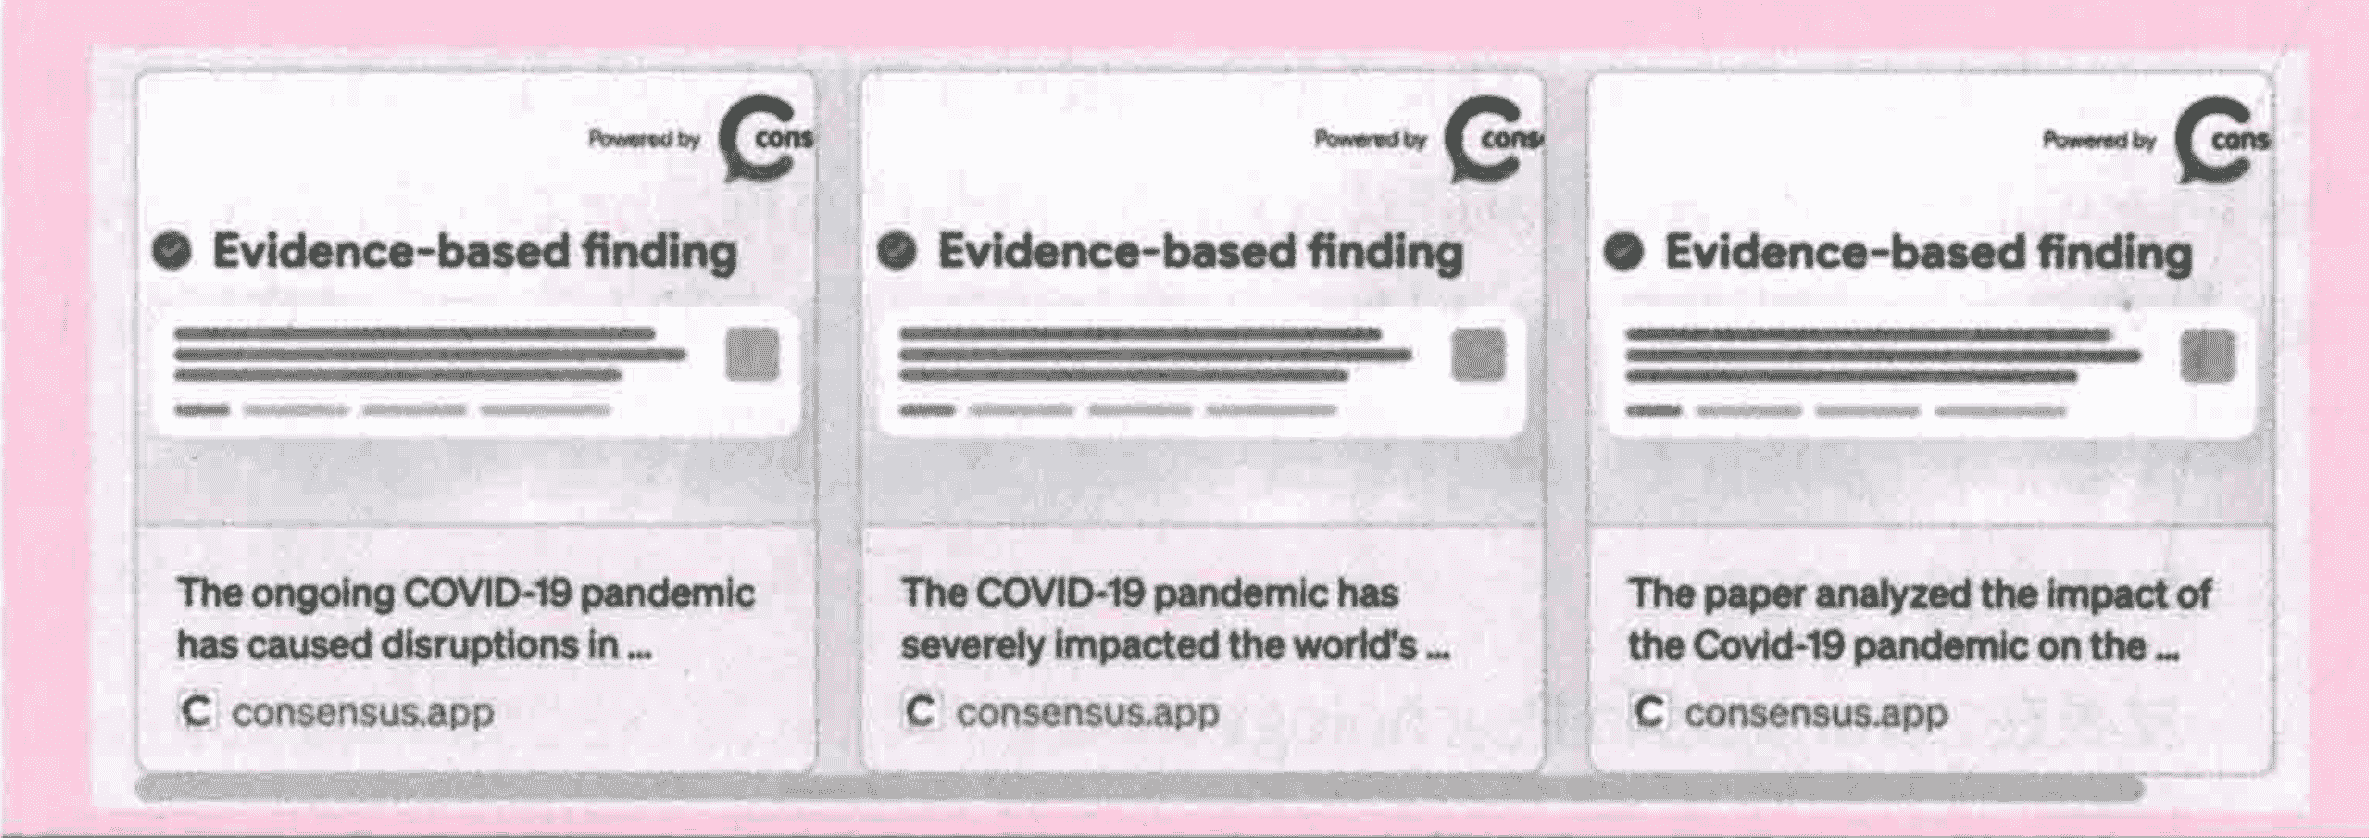 Powered by cons
Evidence-based finding
The ongoing COVID-19 pandemic
has caused disruptions in ...
C consensus.app
Powered by cons
Evidence-based finding
The COVID-19 pandemic has
severely impacted the world's ...
C consensus.app
Powered by cons
Evidence-based finding
The paper analyzed the impact of
the Covid-19 pandemic on the ...
C consensus.app